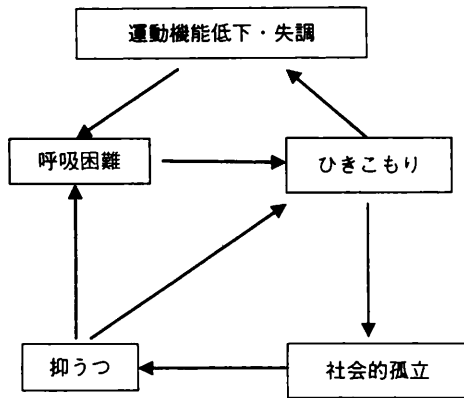 運動機能低下・失調
呼吸困難
ひきこもり
抑うつ
社会的孤立